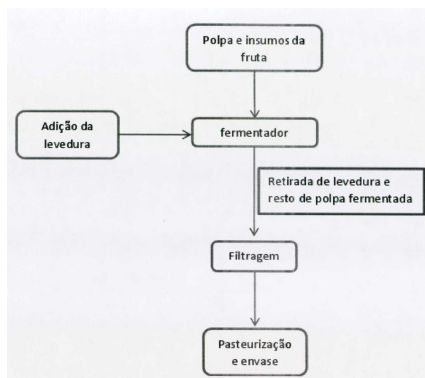 Polpa e insumos da
fruta
Adição da
levedura
fermentador
Retirada de levedura e
resto de polpa fermentada
Filtragem
Pasteurização
e envase